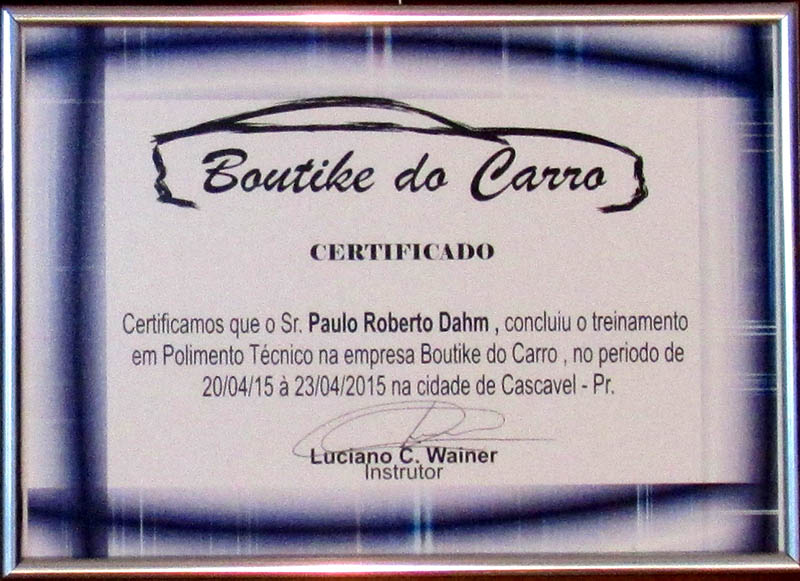 Boutike do Carro
CERTIFICADO
Certificamos que o Sr. Paulo Roberto Dahm , concluiu o treinamento
em Polimento Técnico na empresa Boutike do Carro , no periodo de
20/04/15 à 23/04/2015 na cidade de Cascavel - Pr.
Luciano C. Wainer
Instrutor